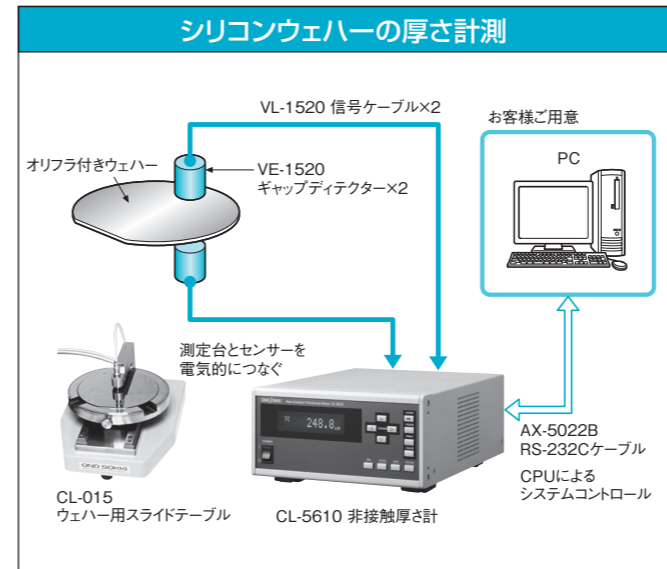 シリコンウェハーの厚さ計測
VL-1520 信号ケーブル×2
お客様ご用意
PC
オリフラ付きウェハー
VE-1520
ギャップディテクター×2
測定台とセンサーを
電気的につなぐ
248.8
ONO SOKKI
AX-5022B
RS-232Cケーブル
CPUによる
システムコントロール
CL-015
ウェハー用スライドテーブル
CL-5610 非接触厚さ計